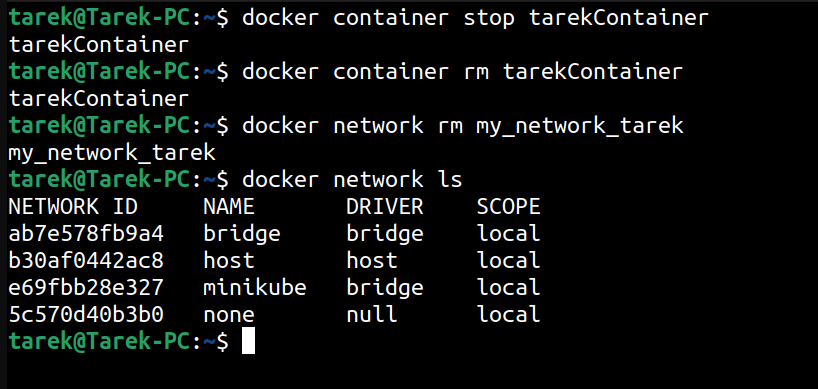 tarek@Tarek-PC:~$ docker container stop tarekContainer
tarekContainer
tarek@Tarek-PC:~$ docker container rm tarekContainer
tarekContainer
tarek@Tarek-PC:~$ docker network rm my_network_tarek
my_network_tarek
tarek@Tarek-PC:~$ docker network ls
NETWORK ID     NAME       DRIVER    SCOPE
ab7e578fb9a4   bridge     bridge    local
b30af0442ac8   host       host      local
e69fbb28e327   minikube   bridge    local
5c570d40b3b0   none       null      local
tarek@Tarek-PC:~$